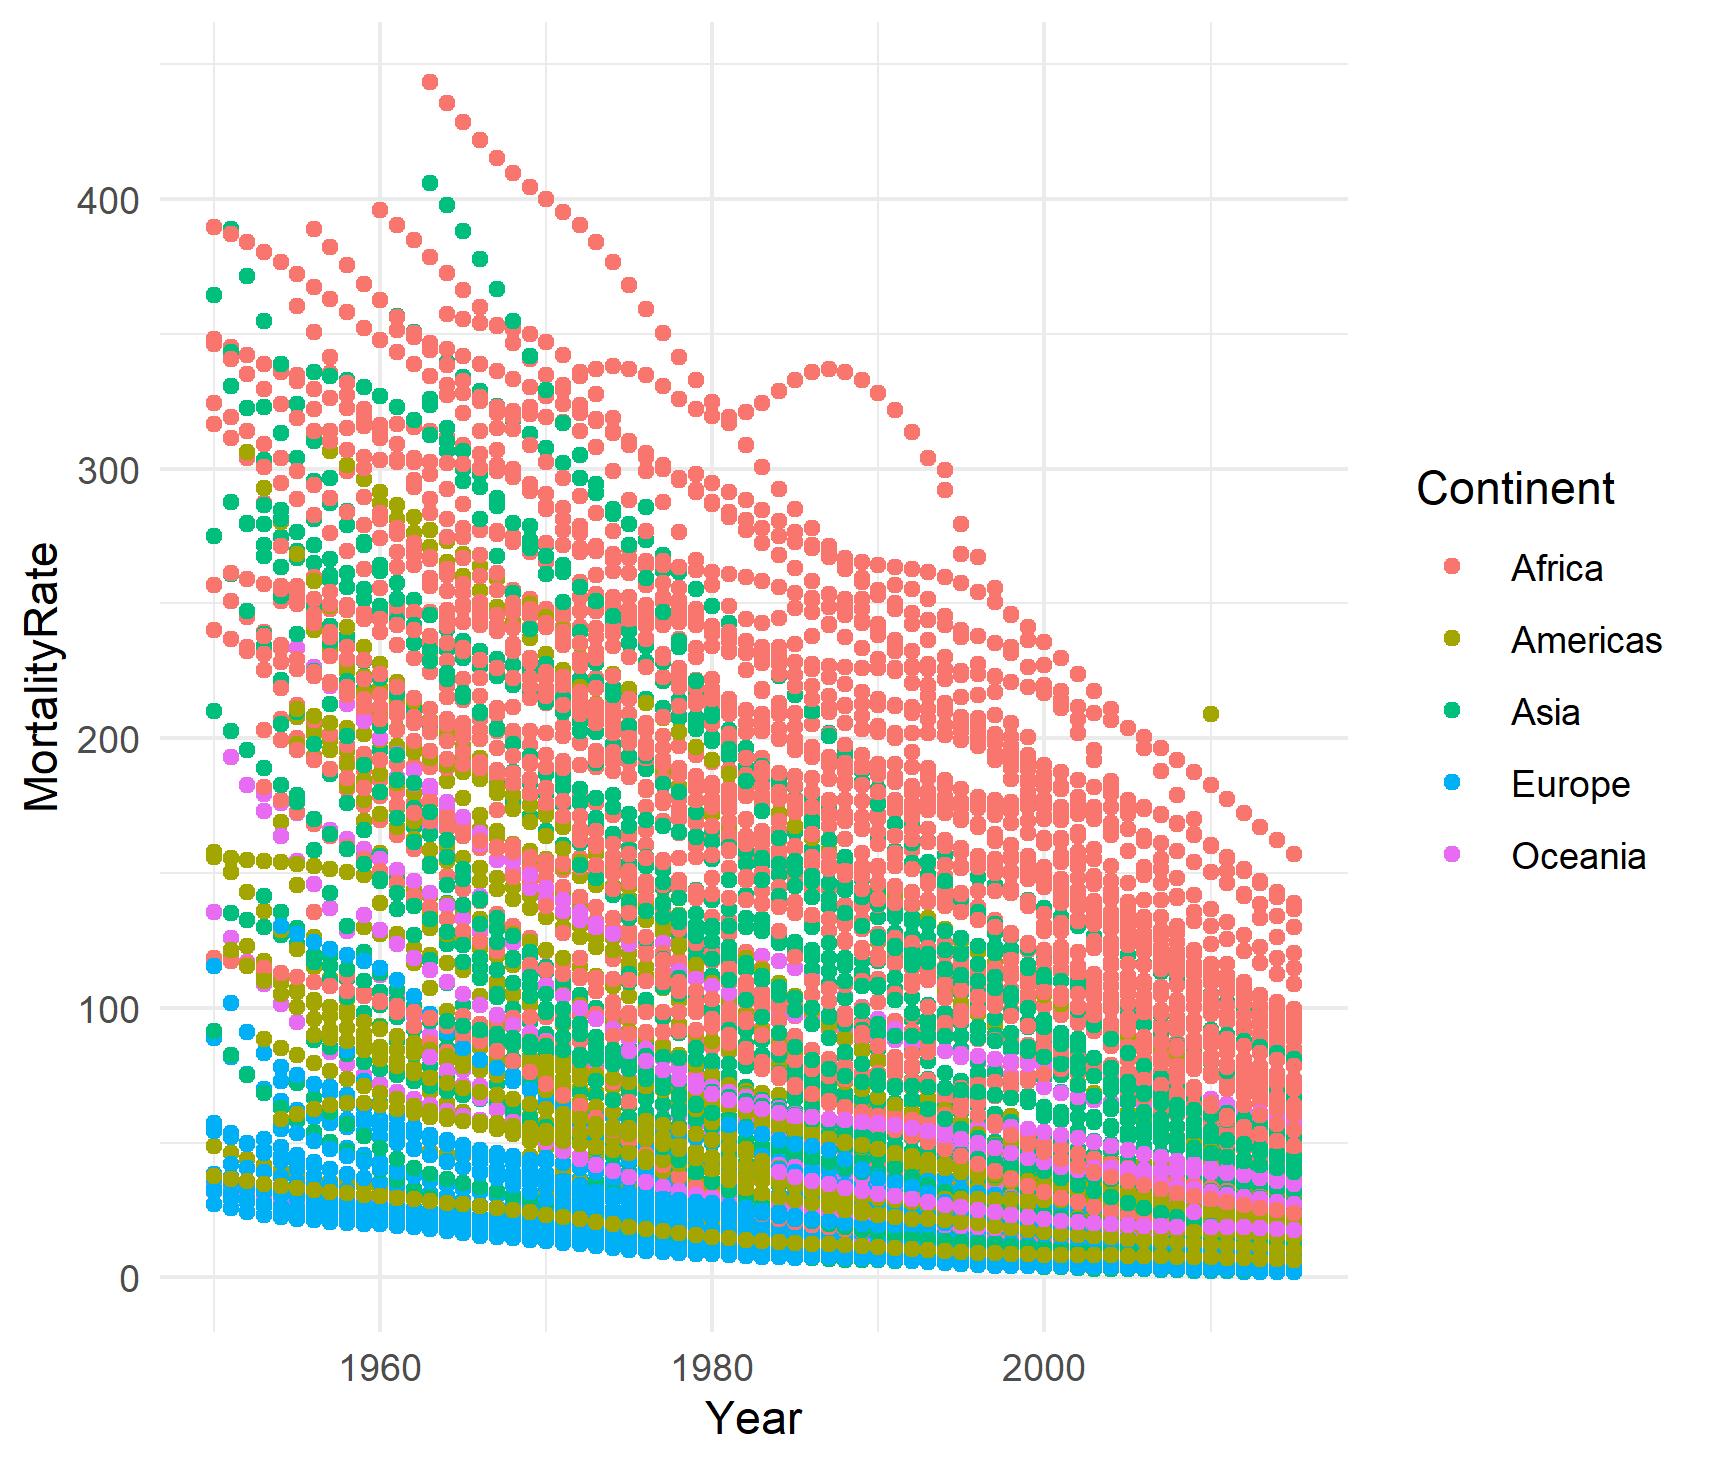 400
300
200
100
0
MortalityRate
1960 1980 2000
Year
Continent
Africa
Americas
Asia
Europe
Oceania